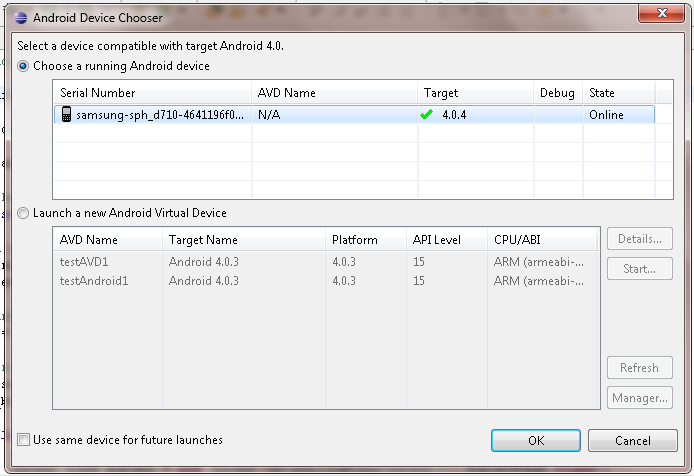 Android Device Chooser
Select a device compatible with target Android 4.0.
Choose a running Android device
Serial Number AVD Name Target Debug State
samsung-sph_d710-4641196f0... N/A 4.0.4 Online
Launch a new Android Virtual Device
AVD Name Target Name Platform API Level CPU/ABI
testAVD1 Android 4.0.3 4.0.3 15 ARM (armeabi-...
testAndroid1 Android 4.0.3 4.0.3 15 ARM (armeabi-...
Details...
Start...
Refresh
Manager...
Use same device for future launches
OK Cancel